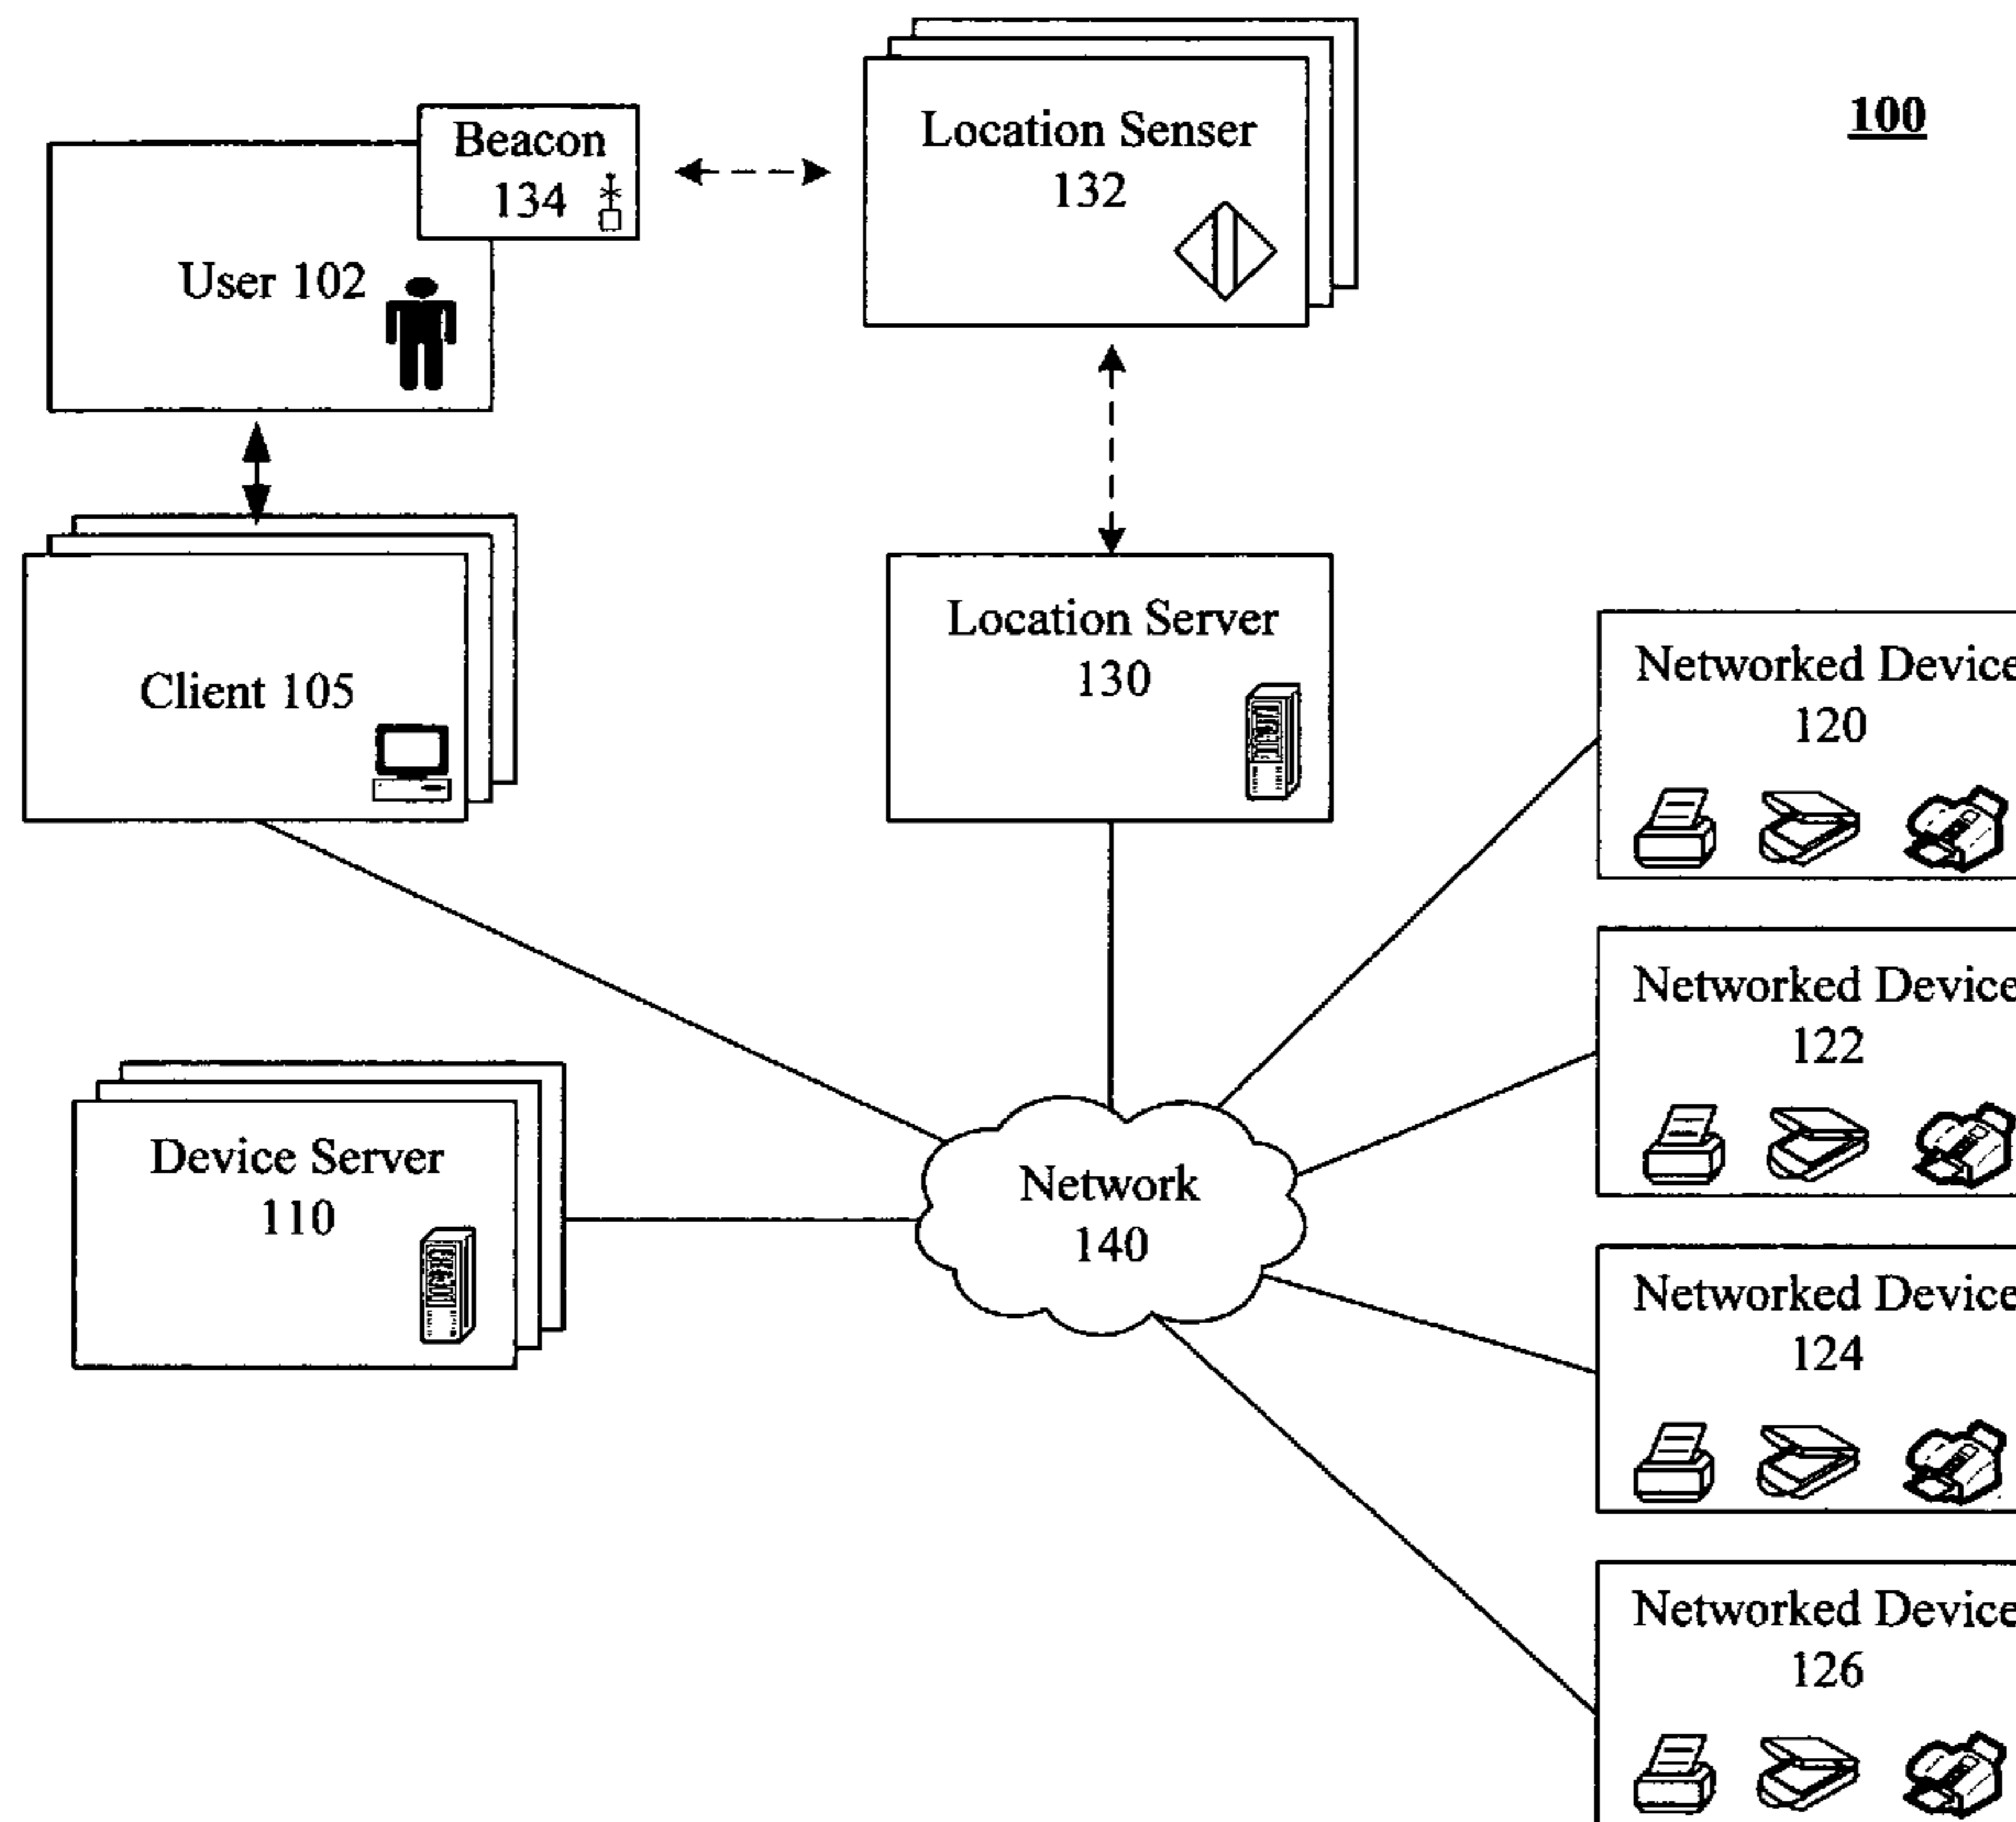 100
Beacon
134
Location Senser
132
User 102
Client 105
Location Server
130
Networked Device
120
Networked Device
122
Device Server
110
Network
140
Networked Device
124
Networked Device
126